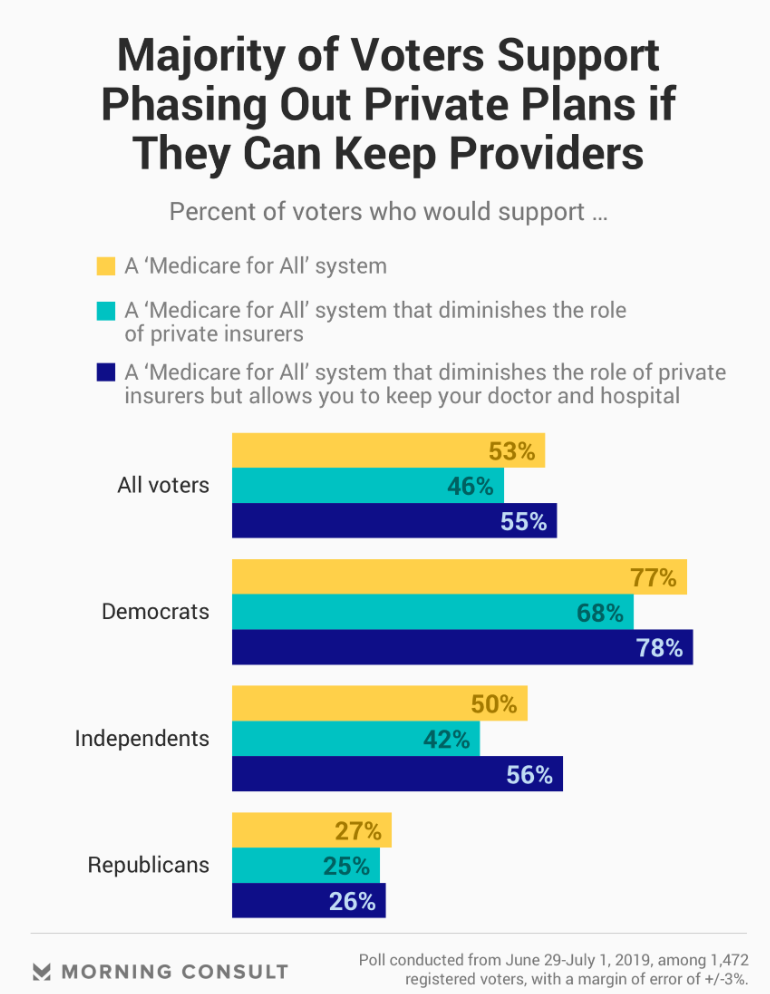 Majority of Voters Support
Phasing Out Private Plans if
They Can Keep Providers
Percent of voters who would support ...
A ‘Medicare for All’ system
A ‘Medicare for All’ system that diminishes the role
of private insurers
A ‘Medicare for All’ system that diminishes the role of private
insurers but allows you to keep your doctor and hospital
All voters
53%
46%
55%
Democrats
77%
68%
78%
Independents
50%
42%
56%
Republicans
27%
25%
26%
MORNING CONSULT
Poll conducted from June 29-July 1, 2019, among 1,472
registered voters, with a margin of error of +/-3%.